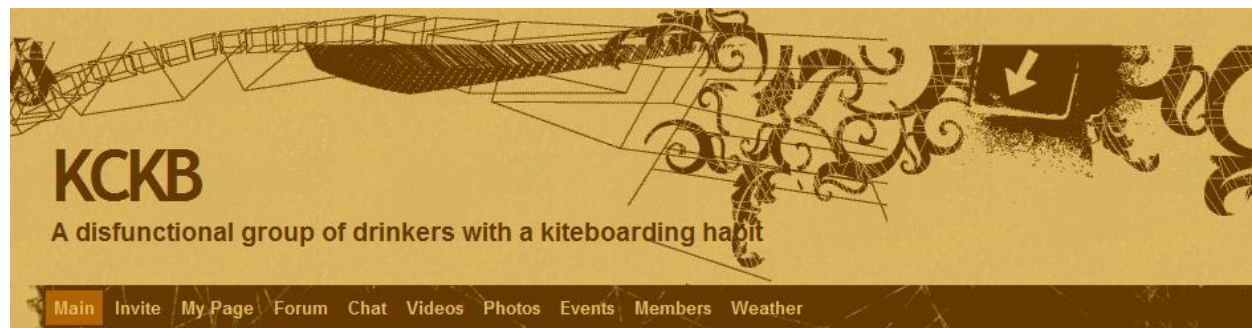 KCKB
A disfunctional group of drinkers with a kiteboarding habit
Main Invite My Page Forum Chat Videos Photos Events Members Weather